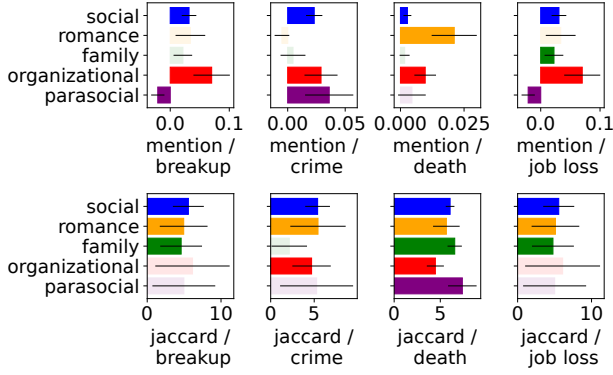 social
romance
family
organizational
parasocial
0.0 0.1 0.00 0.05 0.000 0.025 0.0 0.1
mention / mention / mention / mention /
breakup crime death job loss
social
romance
family
organizational
parasocial
0 10 0 5 0 5 0 10
jaccard / jaccard / jaccard / jaccard /
breakup crime death job loss